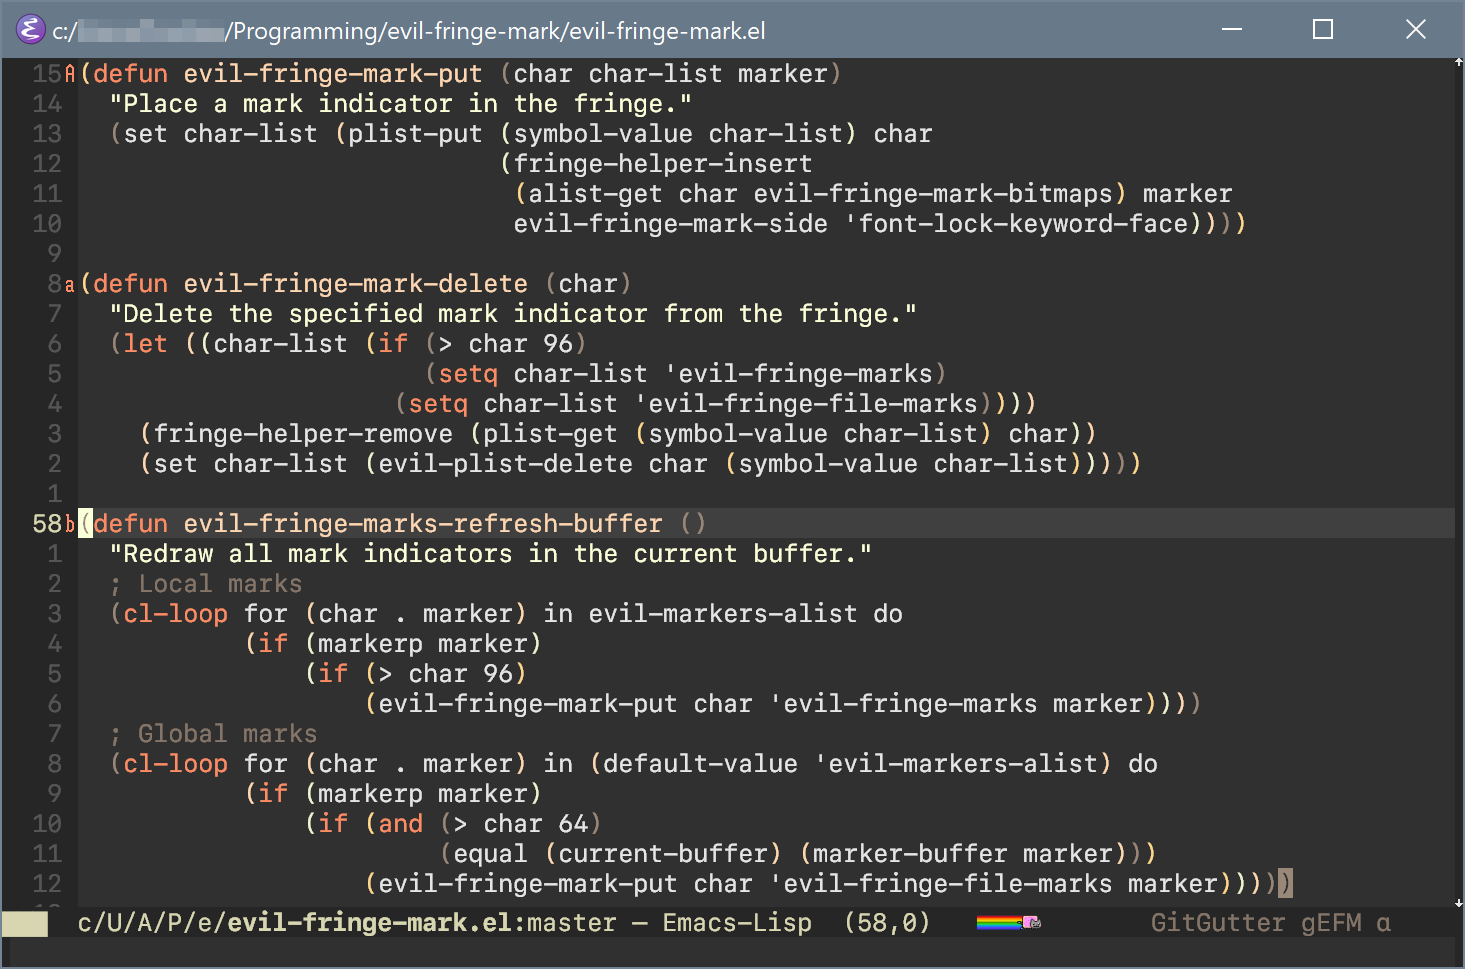 c:/ /Programming/evil-fringe-mark/evil-fringe-mark.el
15A(defun evil-fringe-mark-put (char char-list marker)
14   "Place a mark indicator in the fringe."
13   (set char-list (plist-put (symbol-value char-list) char
12                             (fringe-helper-insert
11                              (alist-get char evil-fringe-mark-bitmaps) marker
10                              evil-fringe-mark-side 'font-lock-keyword-face))))
9
8a(defun evil-fringe-mark-delete (char)
7   "Delete the specified mark indicator from the fringe."
6   (let ((char-list (if (> char 96)
5                        (setq char-list 'evil-fringe-marks)
4                      (setq char-list 'evil-fringe-file-marks))))
3     (fringe-helper-remove (plist-get (symbol-value char-list) char))
2     (set char-list (evil-plist-delete char (symbol-value char-list)))))
1
58b(defun evil-fringe-marks-refresh-buffer ()
1   "Redraw all mark indicators in the current buffer."
2   ; Local marks
3   (cl-loop for (char . marker) in evil-markers-alist do
4            (if (markerp marker)
5                (if (> char 96)
6                    (evil-fringe-mark-put char 'evil-fringe-marks marker))))
7   ; Global marks
8   (cl-loop for (char . marker) in (default-value 'evil-markers-alist) do
9            (if (markerp marker)
10               (if (and (> char 64)
11                        (equal (current-buffer) (marker-buffer marker)))
12                   (evil-fringe-mark-put char 'evil-fringe-file-marks marker)))))
c/U/A/P/e/evil-fringe-mark.el:master — Emacs-Lisp  (58,0)  GitGutter gEFM α